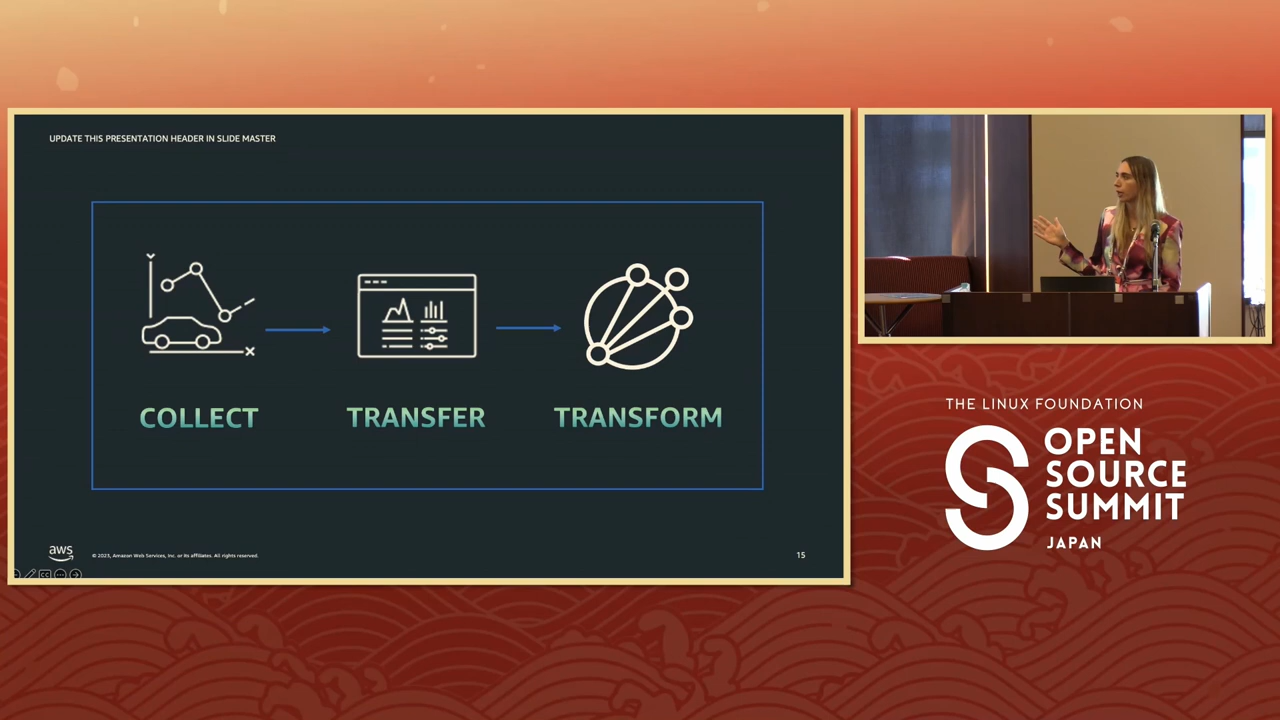 UPDATE THIS PRESENTATION HEADER IN SLIDE MASTER
COLLECT
TRANSFER
TRANSFORM
aws
© 2023, Amazon Web Services, Inc. or its affiliates. All rights reserved.
15
THE LINUX FOUNDATION
OPEN
SOURCE
SUMMIT
JAPAN